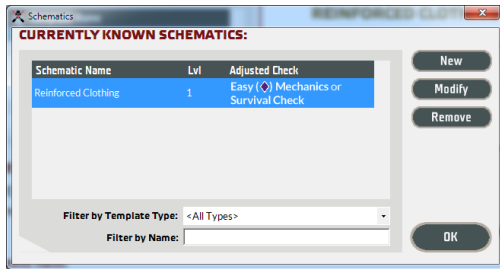 Schematics
REINFORCED CLOT
CURRENTLY KNOWN SCHEMATICS:
Schematic Name Lvl Adjusted Check
Reinforced Clothing 1 Easy (♦) Mechanics or
Survival Check
New
Modify
Remove
Filter by Template Type: <All Types>
Filter by Name:
OK